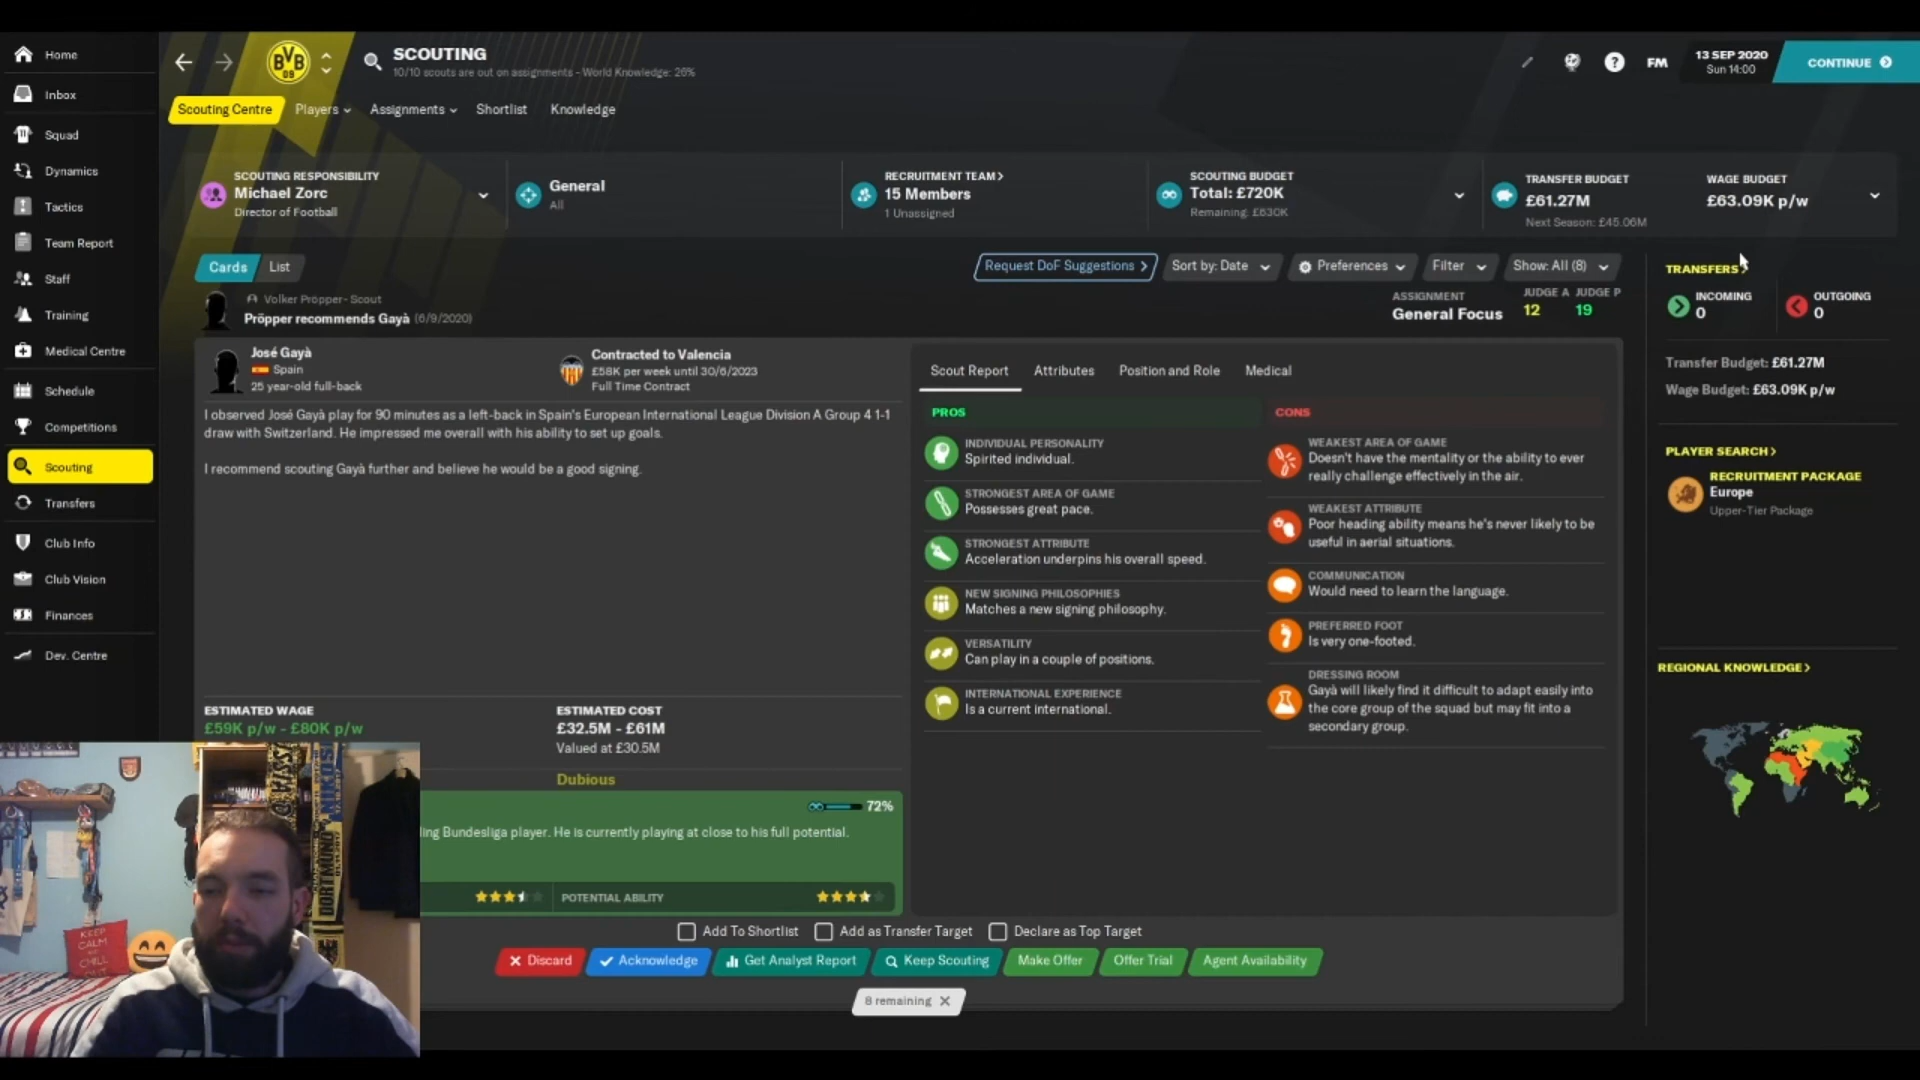 Home
Inbox
Squad
Dynamics
Tactics
Team Report
Staff
Training
Medical Centre
Schedule
Competitions
Scouting
Transfers
Club Info
Club Vision
Finances
Dev. Centre
BVB 09
SCOUTING
10/10 scouts are out on assignments - World Knowledge: 26%
FM
13 SEP 2020
Sun 14:00
CONTINUE
Scouting Centre
Players
Assignments
Shortlist
Knowledge
SCOUTING RESPONSIBILITY
Michael Zorc
Director of Football
General
All
RECRUITMENT TEAM >
15 Members
1 Unassigned
SCOUTING BUDGET
Total: £720K
Remaining: £630K
TRANSFER BUDGET
£61.27M
Next Season: £45.06M
WAGE BUDGET
£63.09K p/w
Cards
List
Request DoF Suggestions >
Sort by: Date
Preferences
Filter
Show: All (8)
Volker Pröpper- Scout
Pröpper recommends Gayà (6/9/2020)
ASSIGNMENT
General Focus
JUDGE A
12
JUDGE P
19
José Gayà
Spain
25 year-old full-back
Contracted to Valencia
£58K per week until 30/6/2023
Full Time Contract
I observed José Gayà play for 90 minutes as a left-back in Spain's European International League Division A Group 4 1-1
draw with Switzerland. He impressed me overall with his ability to set up goals.
I recommend scouting Gayà further and believe he would be a good signing.
ESTIMATED WAGE
£59K p/w - £80K p/w
ESTIMATED COST
£32.5M - £61M
Valued at £30.5M
Dubious
72%
ling Bundesliga player. He is currently playing at close to his full potential.
POTENTIAL ABILITY
Scout Report
Attributes
Position and Role
Medical
PROS
INDIVIDUAL PERSONALITY
Spirited individual.
STRONGEST AREA OF GAME
Possesses great pace.
STRONGEST ATTRIBUTE
Acceleration underpins his overall speed.
NEW SIGNING PHILOSOPHIES
Matches a new signing philosophy.
VERSATILITY
Can play in a couple of positions.
INTERNATIONAL EXPERIENCE
Is a current international.
CONS
WEAKEST AREA OF GAME
Doesn't have the mentality or the ability to ever
really challenge effectively in the air.
WEAKEST ATTRIBUTE
Poor heading ability means he's never likely to be
useful in aerial situations.
COMMUNICATION
Would need to learn the language.
PREFERRED FOOT
Is very one-footed.
DRESSING ROOM
Gayà will likely find it difficult to adapt easily into
the core group of the squad but may fit into a
secondary group.
Add To Shortlist
Add as Transfer Target
Declare as Top Target
Discard
Acknowledge
Get Analyst Report
Keep Scouting
Make Offer
Offer Trial
Agent Availability
8 remaining
TRANSFERS >
INCOMING
0
OUTGOING
0
Transfer Budget: £61.27M
Wage Budget: £63.09K p/w
PLAYER SEARCH >
RECRUITMENT PACKAGE
Europe
Upper-Tier Package
REGIONAL KNOWLEDGE >
KEEP
CALM
AND
CHILL
OUT
DORTMUND